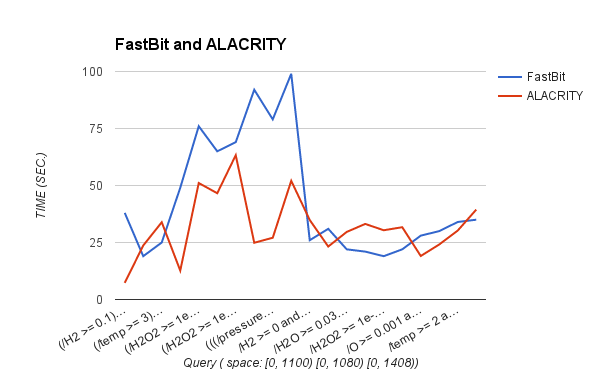 FastBit and ALACRITY
100
75
50
25
0
TIME (SEC.)
FastBit
ALACRITY
(/H2 >= 0.1)...
(/temp >= 3)...
(/H2O2 >= 1e...
(/H2O2 >= 1e...
(((/pressure...
/H2 >= 0 and...
/H2O >= 0.03...
/H2O2 >= 1e-...
/O >= 0.001 a...
/temp >= 2 a...
Query ( space: [0, 1100) [0, 1080) [0, 1408))